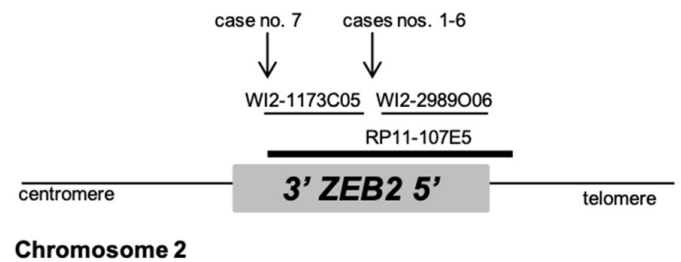 case no. 7 cases nos. 1-6
WI2-1173C05 WI2-2989O06
RP11-107E5
3’ ZEB2 5’
centromere telomere
Chromosome 2